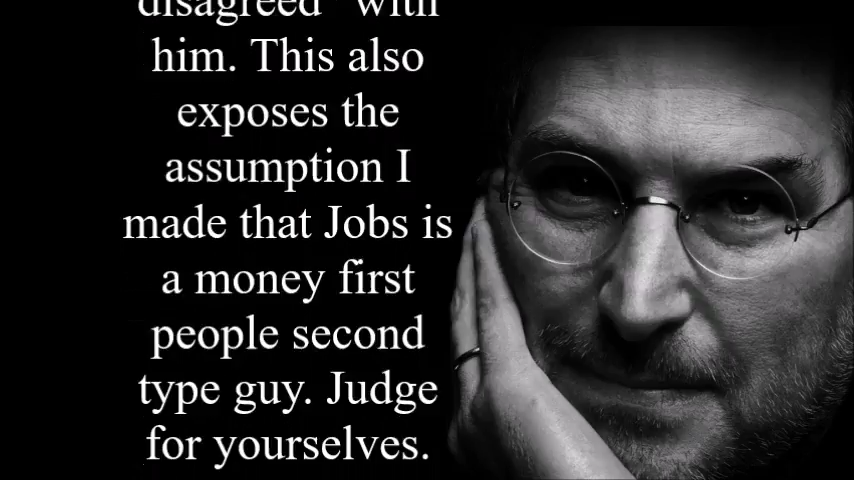 disagreed" with
him. This also
exposes the
assumption I
made that Jobs is
a money first
people second
type guy. Judge
for yourselves.